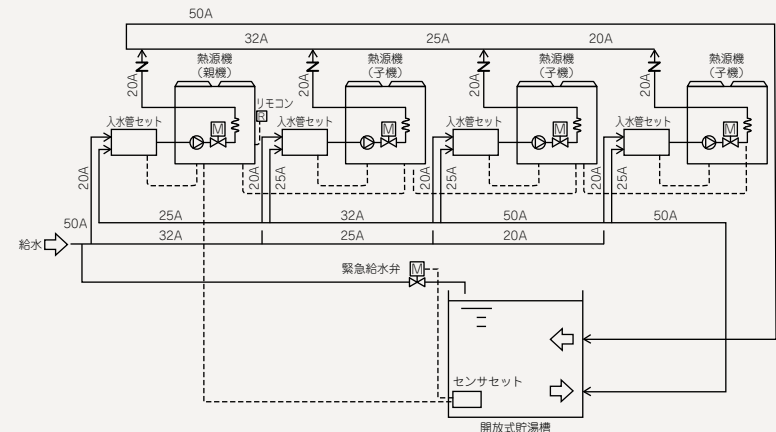 50A
32A
25A
20A
熱源機
（親機）
熱源機
（子機）
熱源機
（子機）
熱源機
（子機）
20A
20A
20A
20A
リモコン
R
入水管セット
入水管セット
入水管セット
入水管セット
M
M
M
M
20A
20A
25A
20A
25A
20A
25A
50A
25A
32A
50A
50A
給水
32A
25A
20A
緊急給水弁
M
センサセット
開放式貯湯槽